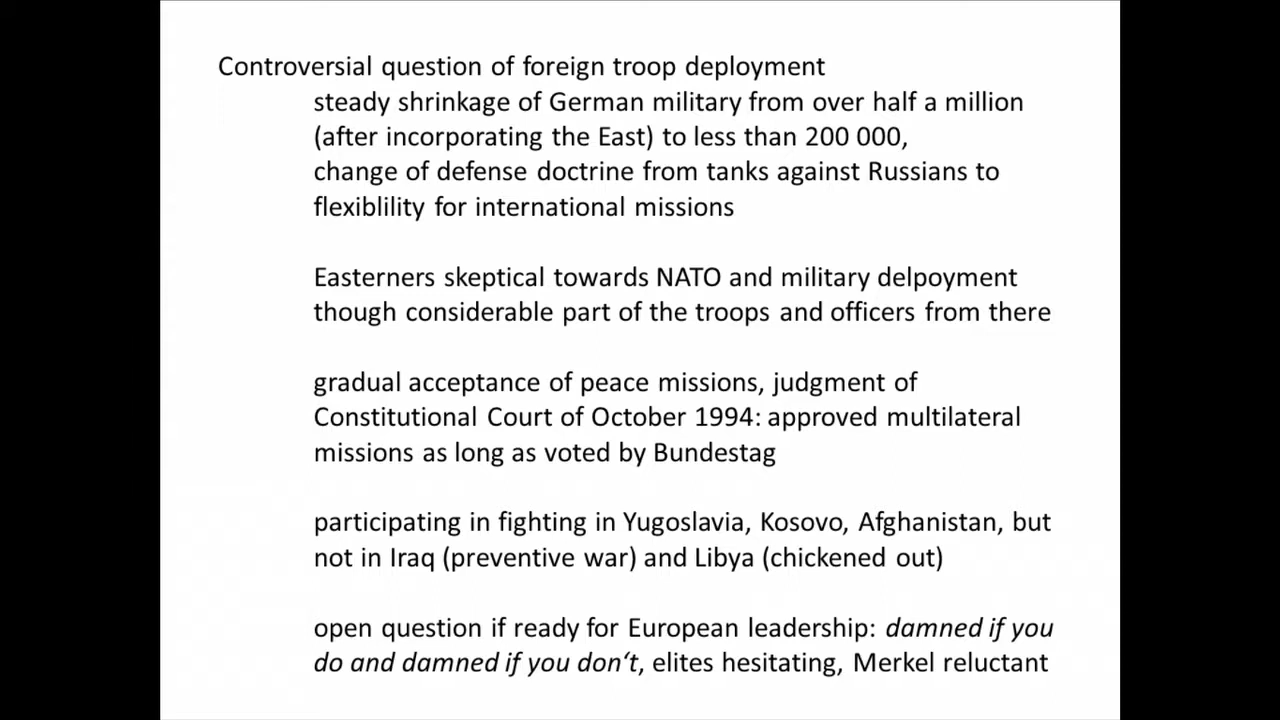 Controversial question of foreign troop deployment
steady shrinkage of German military from over half a million
(after incorporating the East) to less than 200 000,
change of defense doctrine from tanks against Russians to
flexiblility for international missions
Easterners skeptical towards NATO and military delpoyment
though considerable part of the troops and officers from there
gradual acceptance of peace missions, judgment of
Constitutional Court of October 1994: approved multilateral
missions as long as voted by Bundestag
participating in fighting in Yugoslavia, Kosovo, Afghanistan, but
not in Iraq (preventive war) and Libya (chickened out)
open question if ready for European leadership: damned if you
do and damned if you don‘t, elites hesitating, Merkel reluctant